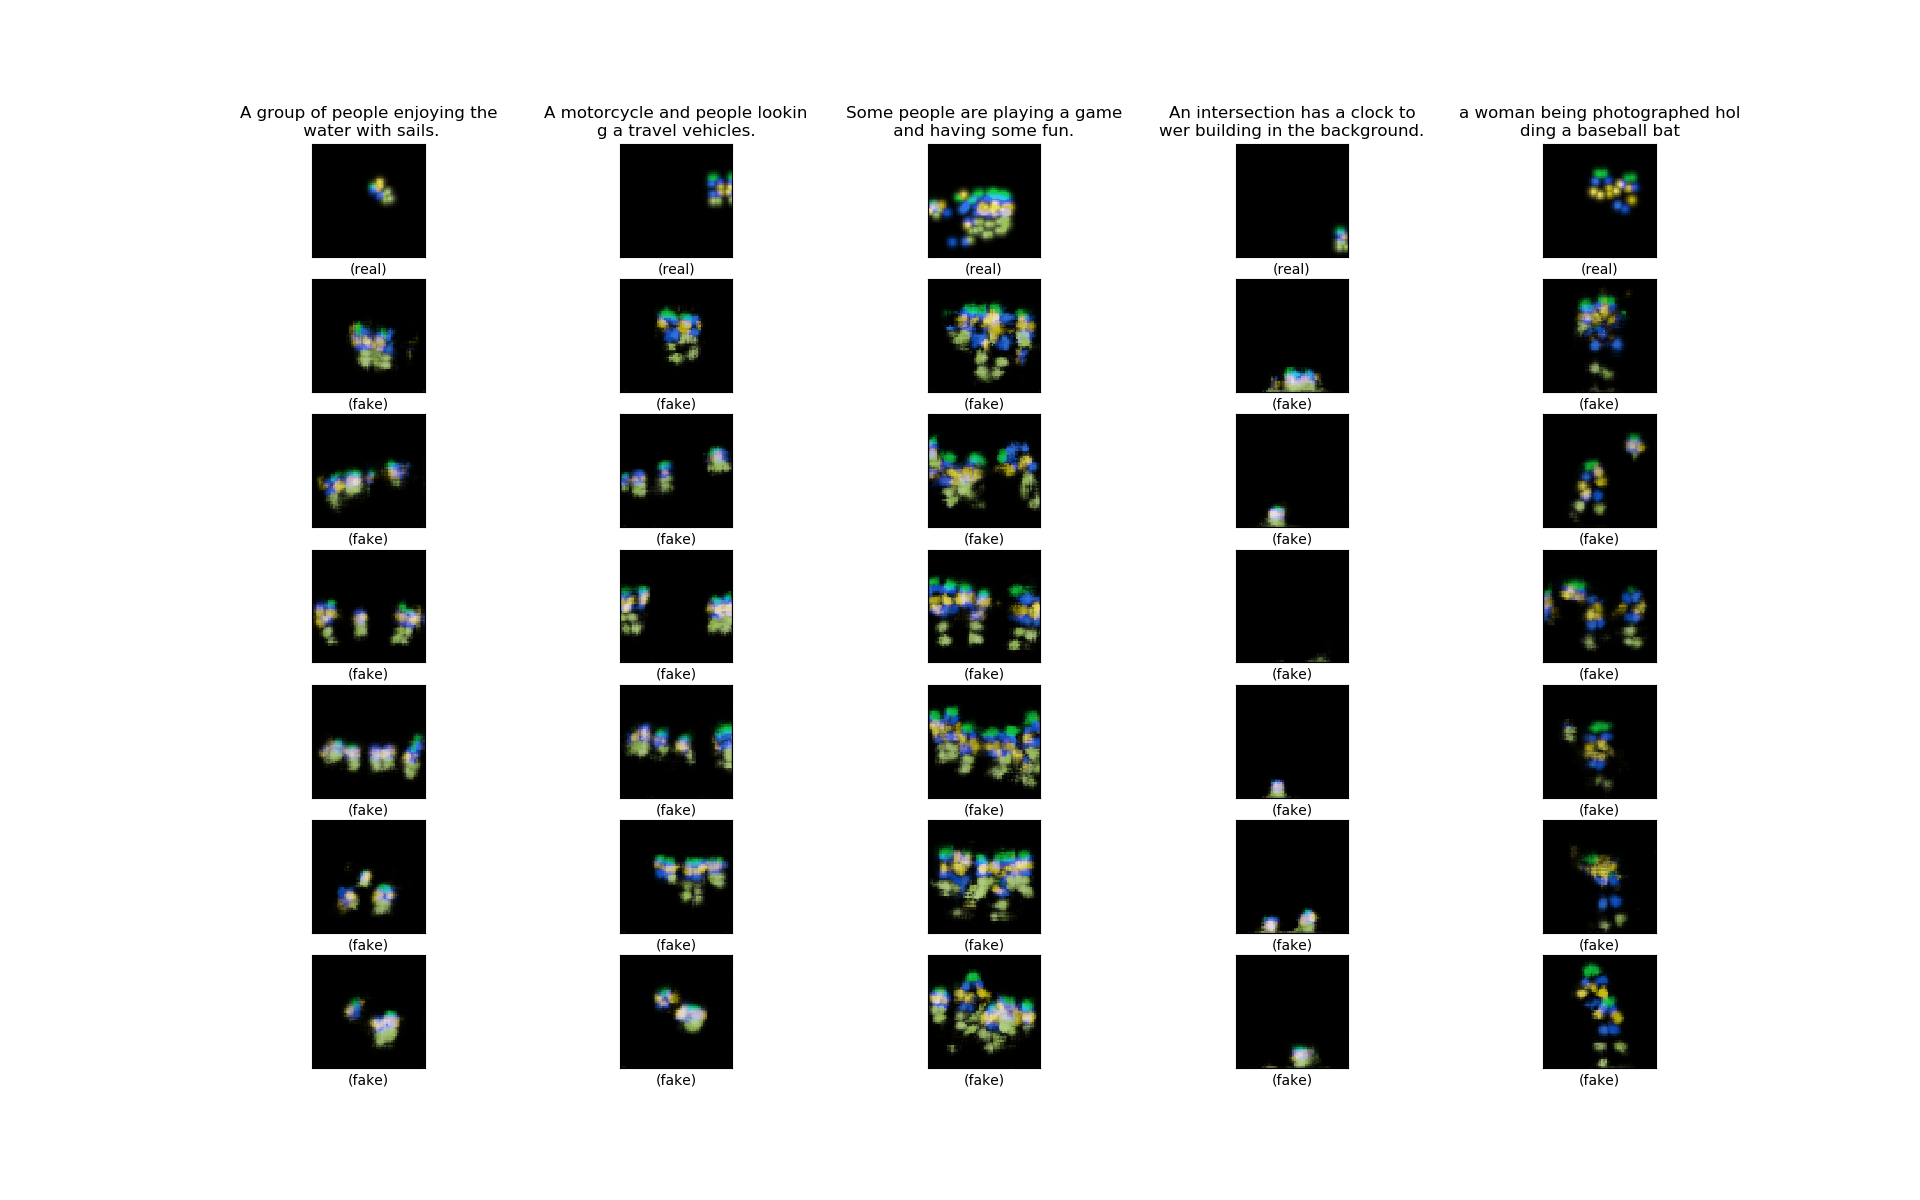 A group of people enjoying the
water with sails.
A motorcycle and people lookin
g a travel vehicles.
Some people are playing a game
and having some fun.
An intersection has a clock to
wer building in the background.
a woman being photographed hol
ding a baseball bat
(real) (real) (real) (real) (real)
(fake) (fake) (fake) (fake) (fake)
(fake) (fake) (fake) (fake) (fake)
(fake) (fake) (fake) (fake) (fake)
(fake) (fake) (fake) (fake) (fake)
(fake) (fake) (fake) (fake) (fake)
(fake) (fake) (fake) (fake) (fake)